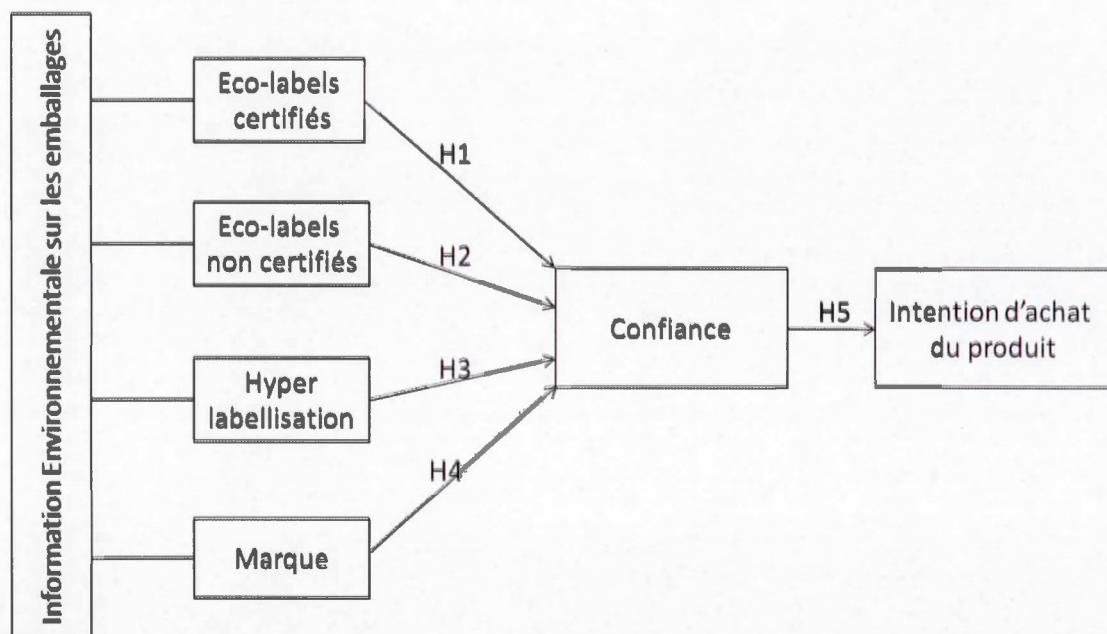 Information Environnementale sur les emballages
Eco-labels
certifiés
H1
Eco-labels
non certifiés
H2
Hyper
labellisation
H3
Marque
H4
Confiance
H5
Intention d'achat
du produit